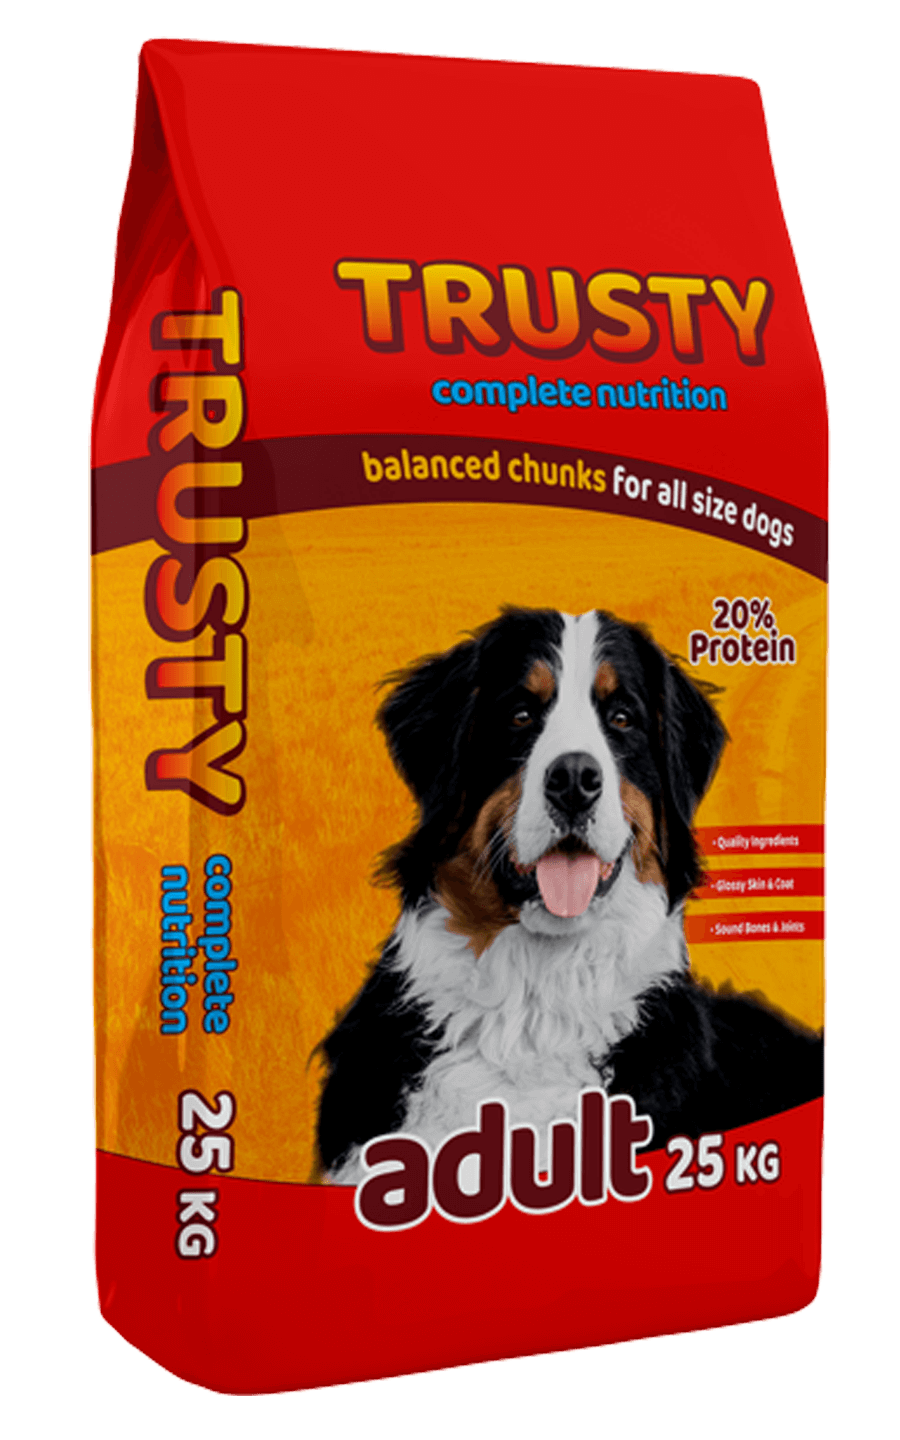 TRUSTY
complete nutrition
balanced chunks for all size dogs
20%
Protein
• Quality Ingredients
• Glossy Skin & Coat
• Sound Bones & Joints
adult 25 KG
TRUSTY
complete
nutrition
25 KG